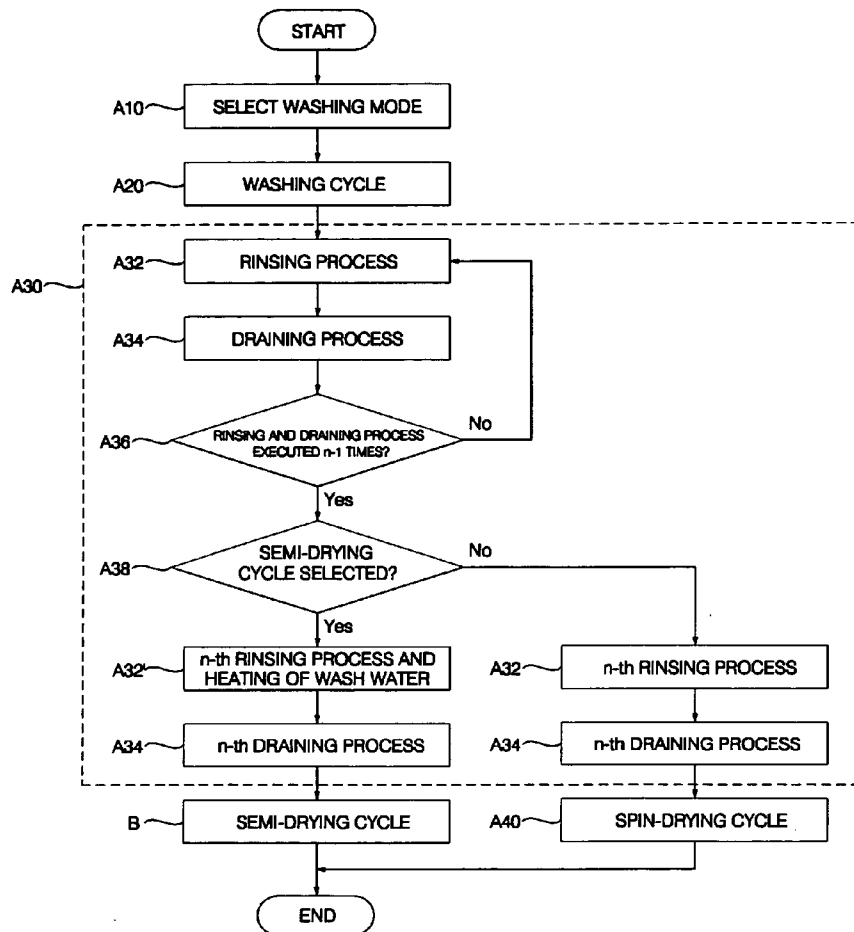 START
A10
SELECT WASHING MODE
A20
WASHING CYCLE
A30
A32
RINSING PROCESS
A34
DRAINING PROCESS
A36
RINSING AND DRAINING PROCESS
EXECUTED n-1 TIMES?
No
Yes
A38
SEMI-DRYING
CYCLE SELECTED?
No
Yes
A32'
n-th RINSING PROCESS AND
HEATING OF WASH WATER
A32
n-th RINSING PROCESS
A34
n-th DRAINING PROCESS
A34
n-th DRAINING PROCESS
B
SEMI-DRYING CYCLE
A40
SPIN-DRYING CYCLE
END